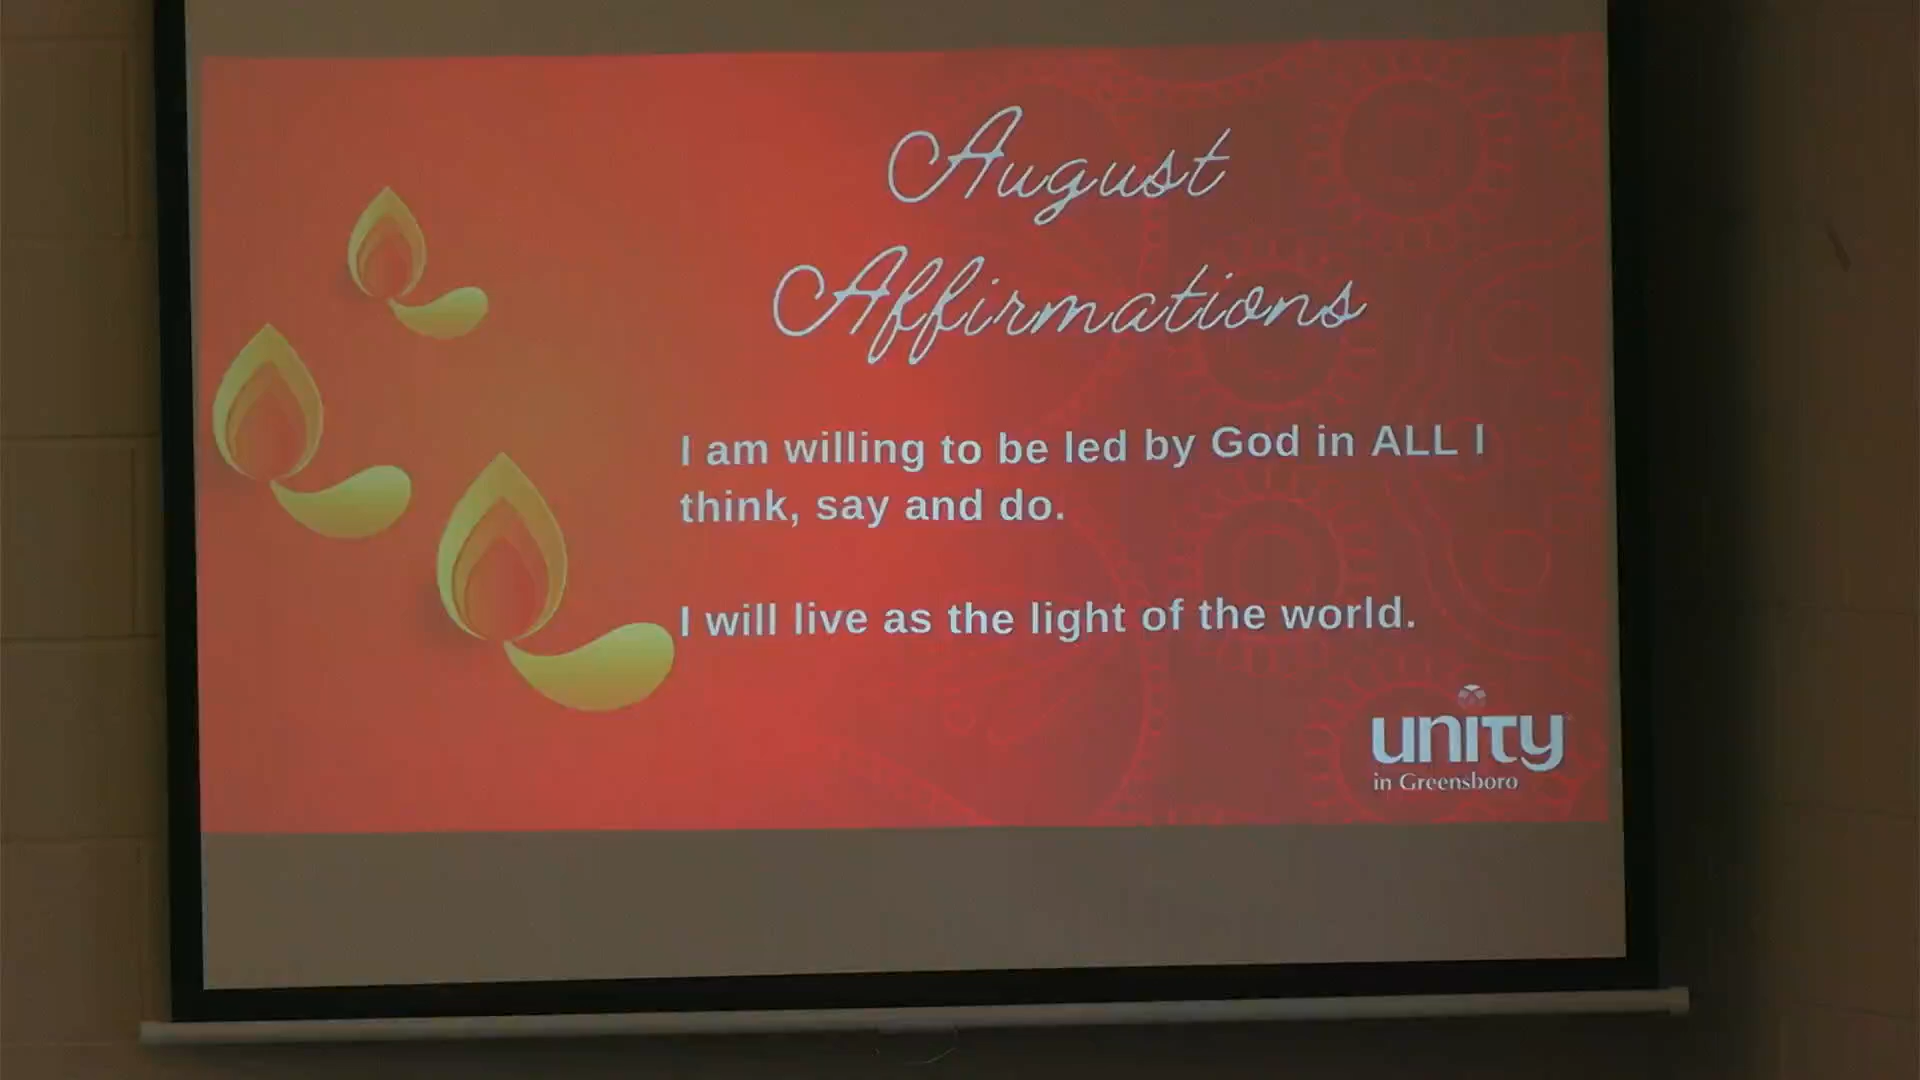 August
Affirmations
I am willing to be led by God in ALL I
think, say and do.
I will live as the light of the world.
unity
in Greensboro